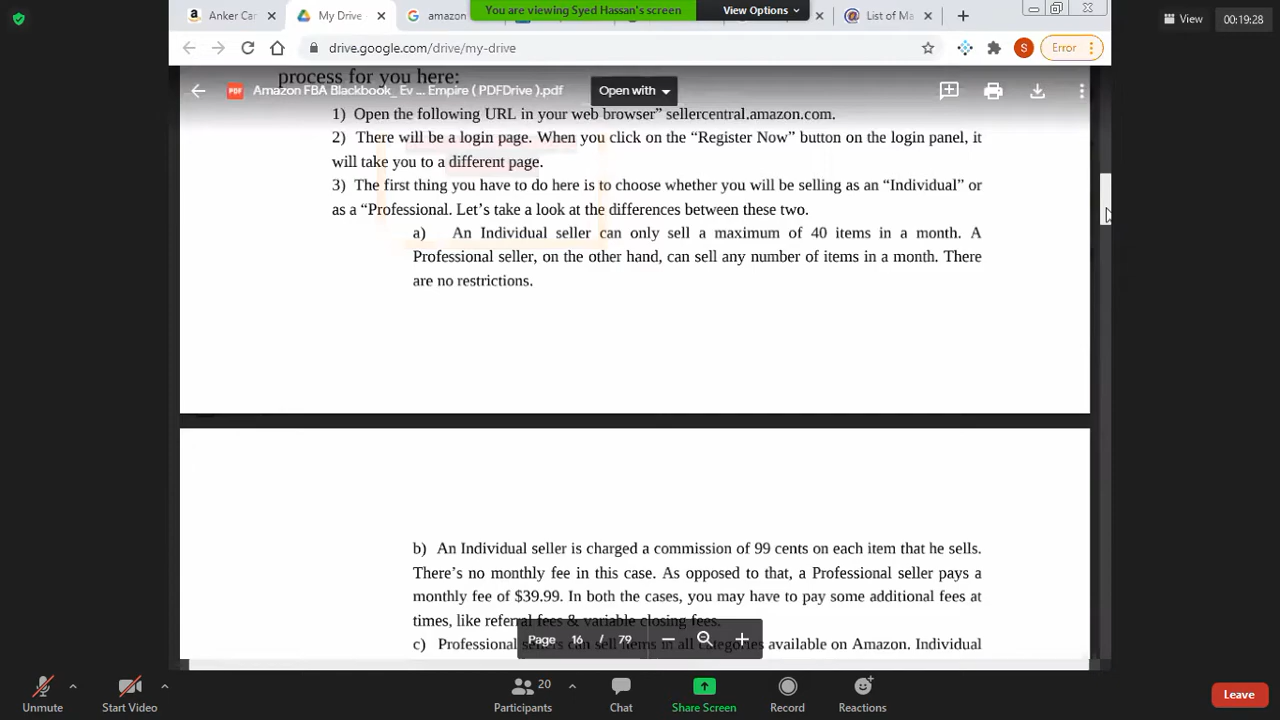 Anker Car
My Drive
amazon
You are viewing Syed Hassan's screen
View Options
List of Ma
View
00:19:28
drive.google.com/drive/my-drive
S
Error
process for you here:
PDF
Amazon FBA Blackbook_ Ev ... Empire ( PDFDrive ).pdf
Open with
1) Open the following URL in your web browser” sellercentral.amazon.com.
2) There will be a login page. When you click on the “Register Now” button on the login panel, it
will take you to a different page.
3) The first thing you have to do here is to choose whether you will be selling as an “Individual” or
as a “Professional. Let’s take a look at the differences between these two.
a) An Individual seller can only sell a maximum of 40 items in a month. A
Professional seller, on the other hand, can sell any number of items in a month. There
are no restrictions.
b) An Individual seller is charged a commission of 99 cents on each item that he sells.
There’s no monthly fee in this case. As opposed to that, a Professional seller pays a
monthly fee of $39.99. In both the cases, you may have to pay some additional fees at
times, like referral fees & variable closing fees.
c) Professional sellers can sell items in all categories available on Amazon. Individual
Page 16 / 79
Unmute
Start Video
20
Participants
Chat
Share Screen
Record
Reactions
Leave